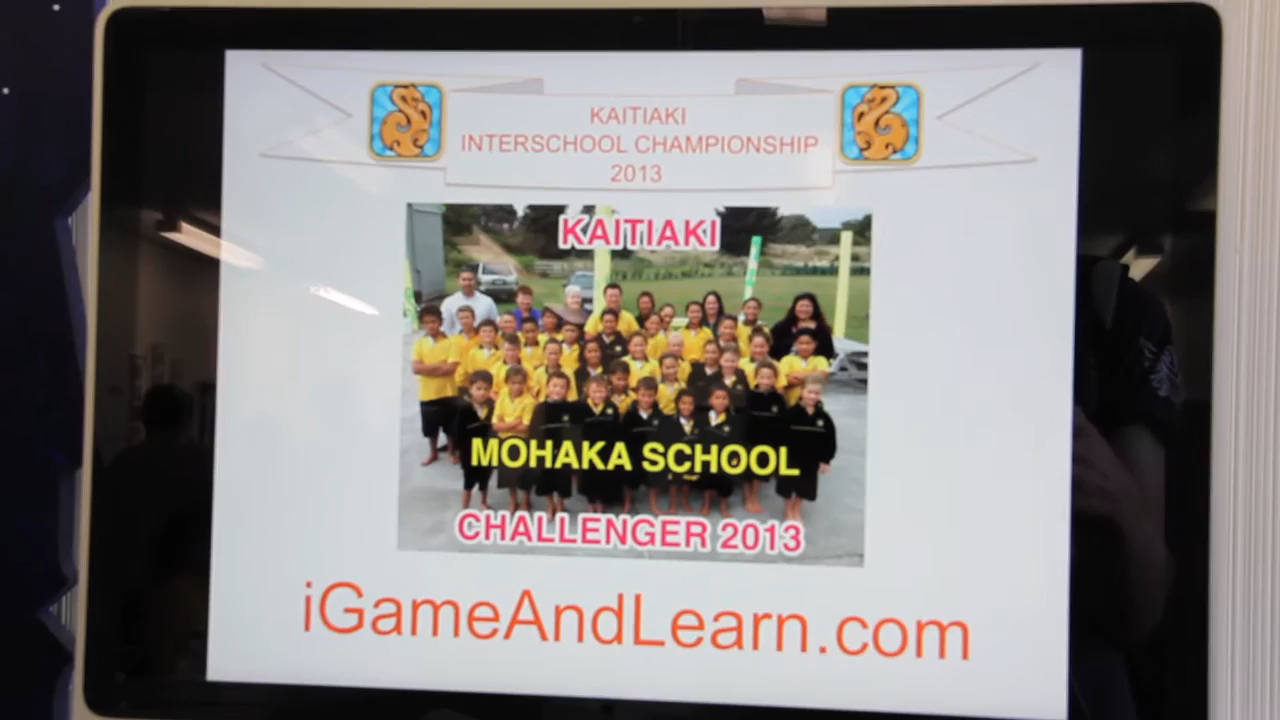 KAITIAKI
INTERSCHOOL CHAMPIONSHIP
2013
KAITIAKI
MOHAKA SCHOOL
CHALLENGER 2013
iGameAndLearn.com